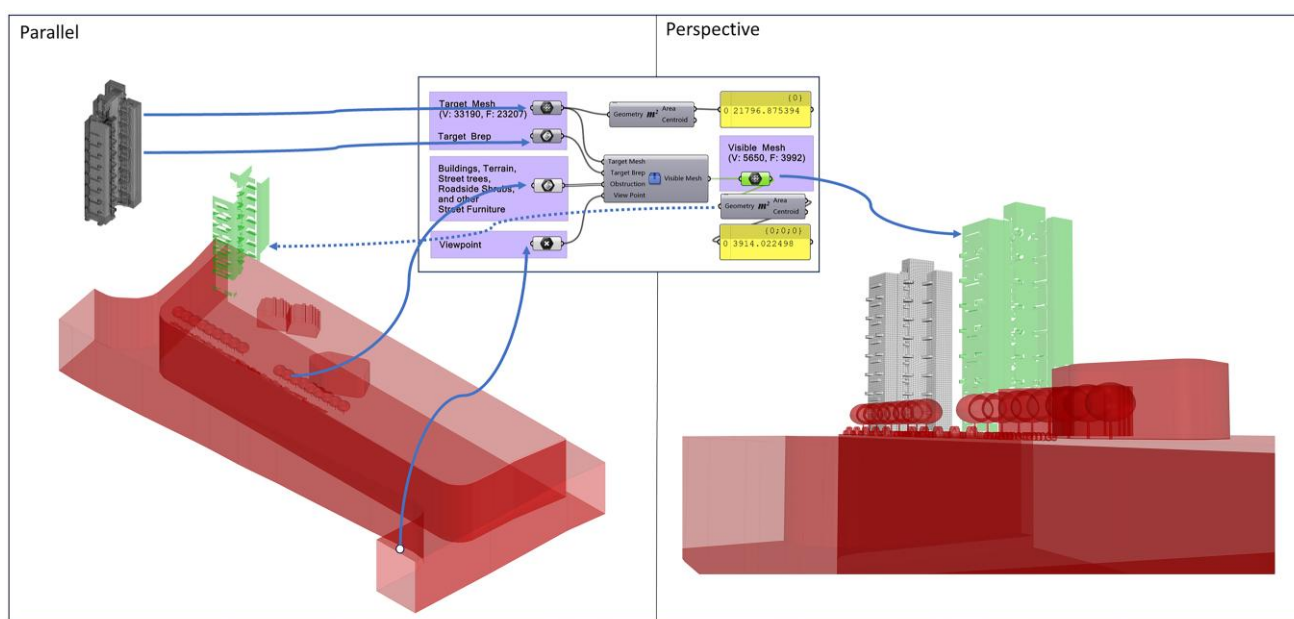 Parallel
Perspective
Target Mesh
(V: 33190, F: 23207)
Target Brep
Buildings, Terrain,
Street trees,
Roadside Shrubs,
and other
Street Furniture
Viewpoint
Geometry m² Area
Centroid
{0}
0 21796.875394
Target Mesh
Target Brep
Obstruction
View Point
Visible Mesh
Visible Mesh
(V: 5650, F: 3992)
Geometry m² Area
Centroid
{0;0;0}
0 3914.022498